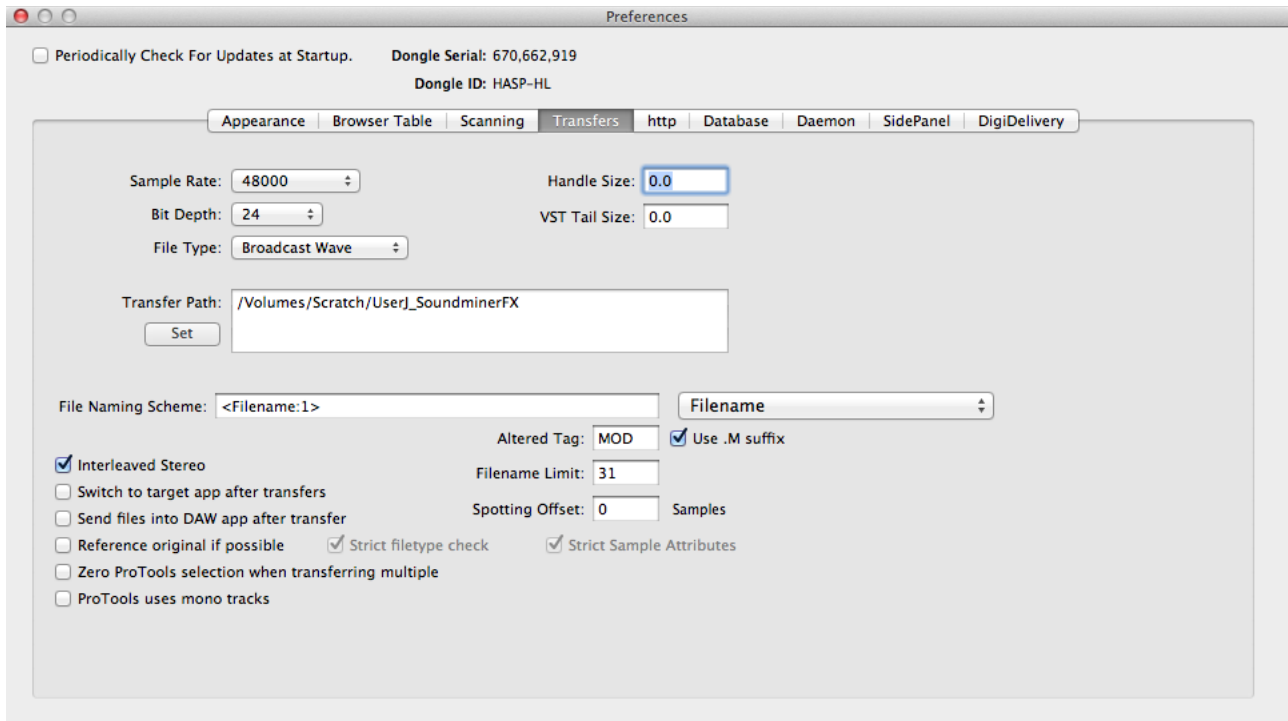 Preferences
Periodically Check For Updates at Startup. Dongle Serial: 670,662,919
Dongle ID: HASP-HL
Appearance Browser Table Scanning Transfers http Database Daemon SidePanel DigiDelivery
Sample Rate: 48000 Handle Size: 0.0
Bit Depth: 24 VST Tail Size: 0.0
File Type: Broadcast Wave
Transfer Path: /Volumes/Scratch/UserJ_SoundminerFX
Set
File Naming Scheme: <Filename:1> Filename
Altered Tag: MOD Use .M suffix
Interleaved Stereo
Filename Limit: 31
Switch to target app after transfers
Spotting Offset: 0 Samples
Send files into DAW app after transfer
Reference original if possible Strict filetype check Strict Sample Attributes
Zero ProTools selection when transferring multiple
ProTools uses mono tracks